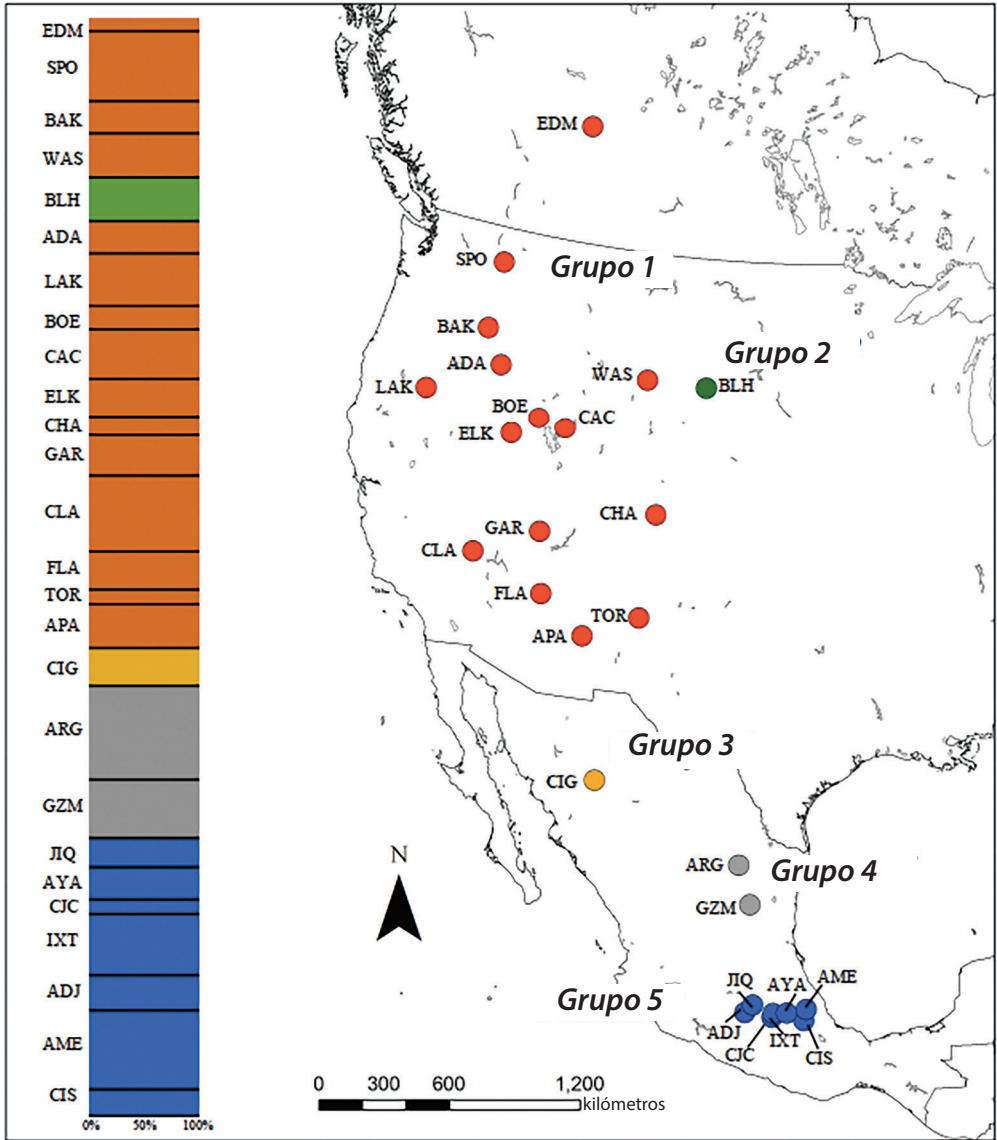 EDM
SPO
BAK
WAS
BLH
ADA
LAK
BOE
CAC
ELK
CHA
GAR
CLA
FLA
TOR
APA
CIG
ARG
GZM
JIQ
AYA
CJC
IXT
ADJ
AME
CIS
0% 50% 100%
EDM
SPO
Grupo 1
BAK
ADA
Grupo 2
LAK
WAS
BLH
BOE
CAC
ELK
CHA
GAR
CLA
FLA
TOR
APA
Grupo 3
CIG
N
ARG
Grupo 4
GZM
Grupo 5
JIQ
AYA
AME
ADJ
CJC
IXT
CIS
0 300 600 1,200
kilómetros